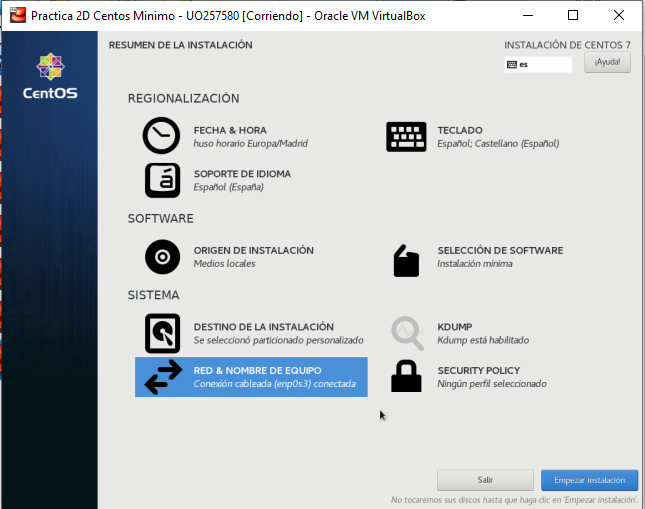 Practica 2D Centos Minimo - UO257580 [Corriendo] - Oracle VM VirtualBox
RESUMEN DE LA INSTALACIÓN
INSTALACIÓN DE CENTOS 7
es
¡Ayuda!
CentOS
REGIONALIZACIÓN
FECHA & HORA
huso horario Europa/Madrid
TECLADO
Español; Castellano (Español)
á
SOPORTE DE IDIOMA
Español (España)
SOFTWARE
ORIGEN DE INSTALACIÓN
Medios locales
SELECCIÓN DE SOFTWARE
Instalación mínima
SISTEMA
DESTINO DE LA INSTALACIÓN
Se seleccionó particionado personalizado
KDUMP
Kdump está habilitado
RED & NOMBRE DE EQUIPO
Conexión cableada (enp0s3) conectada
SECURITY POLICY
Ningún perfil seleccionado
Salir
Empezar instalación
No tocaremos sus discos hasta que haga clic en 'Empezar instalación'.